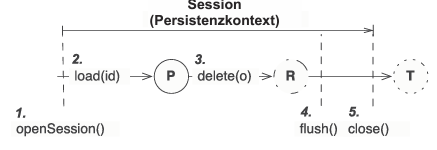 Session
(Persistenzkontext)
2. 3.
load(id) P delete(o) R T
1. 4. 5.
openSession() flush() close()